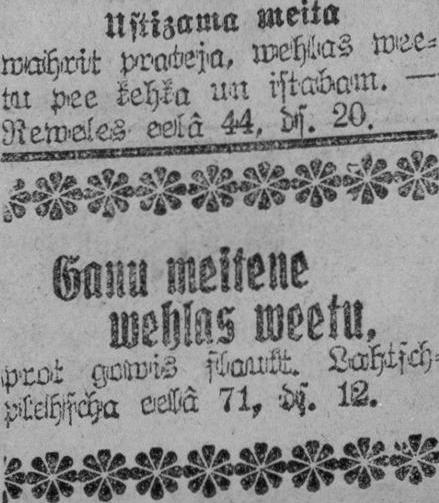 Uſtizama meita
wahrit prateja, wehlas wee-
tu pee kehka un iſtabam. —
Reweles eelâ 44, dſ. 20.
Ganu meitene
wehlas weetu,
prot gowis ſlaukt. Lahtſch-
plehſcha eelâ 71, dſ. 12.